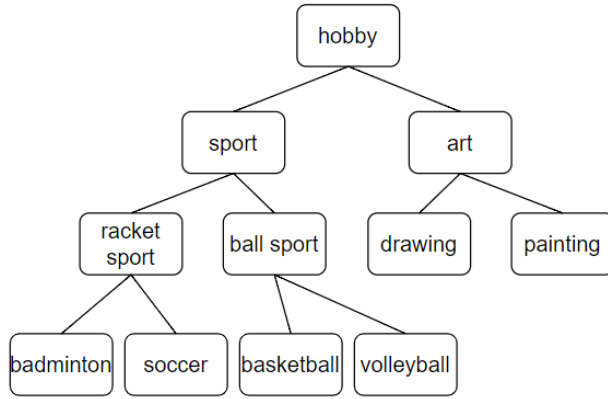 hobby
sport
art
racket
sport
ball sport
drawing
painting
badminton
soccer
basketball
volleyball